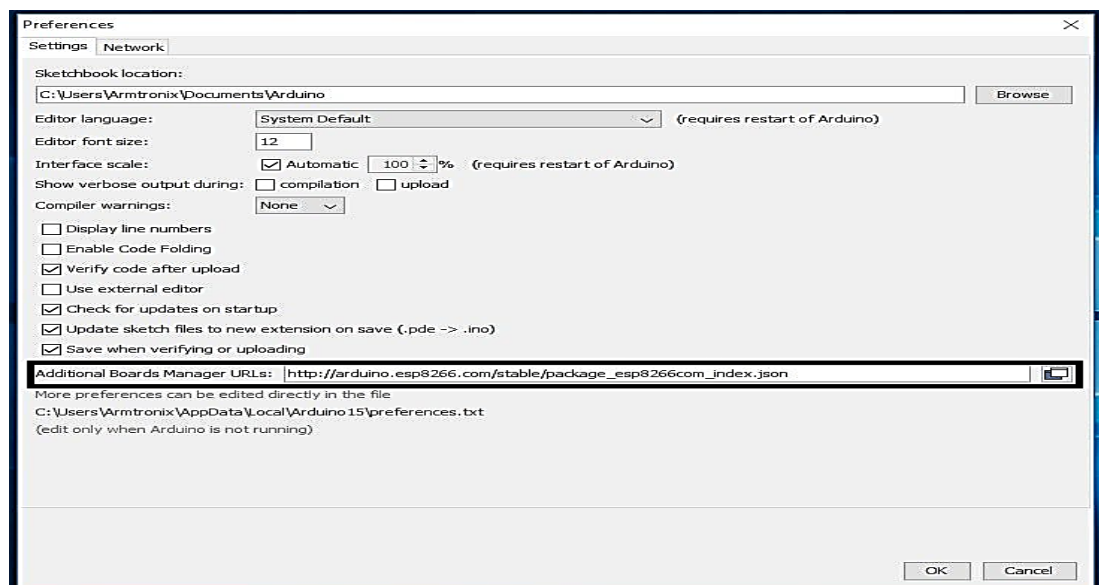 Preferences
Settings Network
Sketchbook location:
C:\Users\Armtronix\Documents\Arduino Browse
Editor language: System Default (requires restart of Arduino)
Editor font size: 12
Interface scale: Automatic 100 % (requires restart of Arduino)
Show verbose output during: compilation upload
Compiler warnings: None
Display line numbers
Enable Code Folding
Verify code after upload
Use external editor
Check for updates on startup
Update sketch files to new extension on save (.pde -> .ino)
Save when verifying or uploading
Additional Boards Manager URLs: http://arduino.esp8266.com/stable/package_esp8266com_index.json
More preferences can be edited directly in the file
C:\Users\Armtronix\AppData\Local\Arduino15\preferences.txt
(edit only when Arduino is not running)
OK Cancel